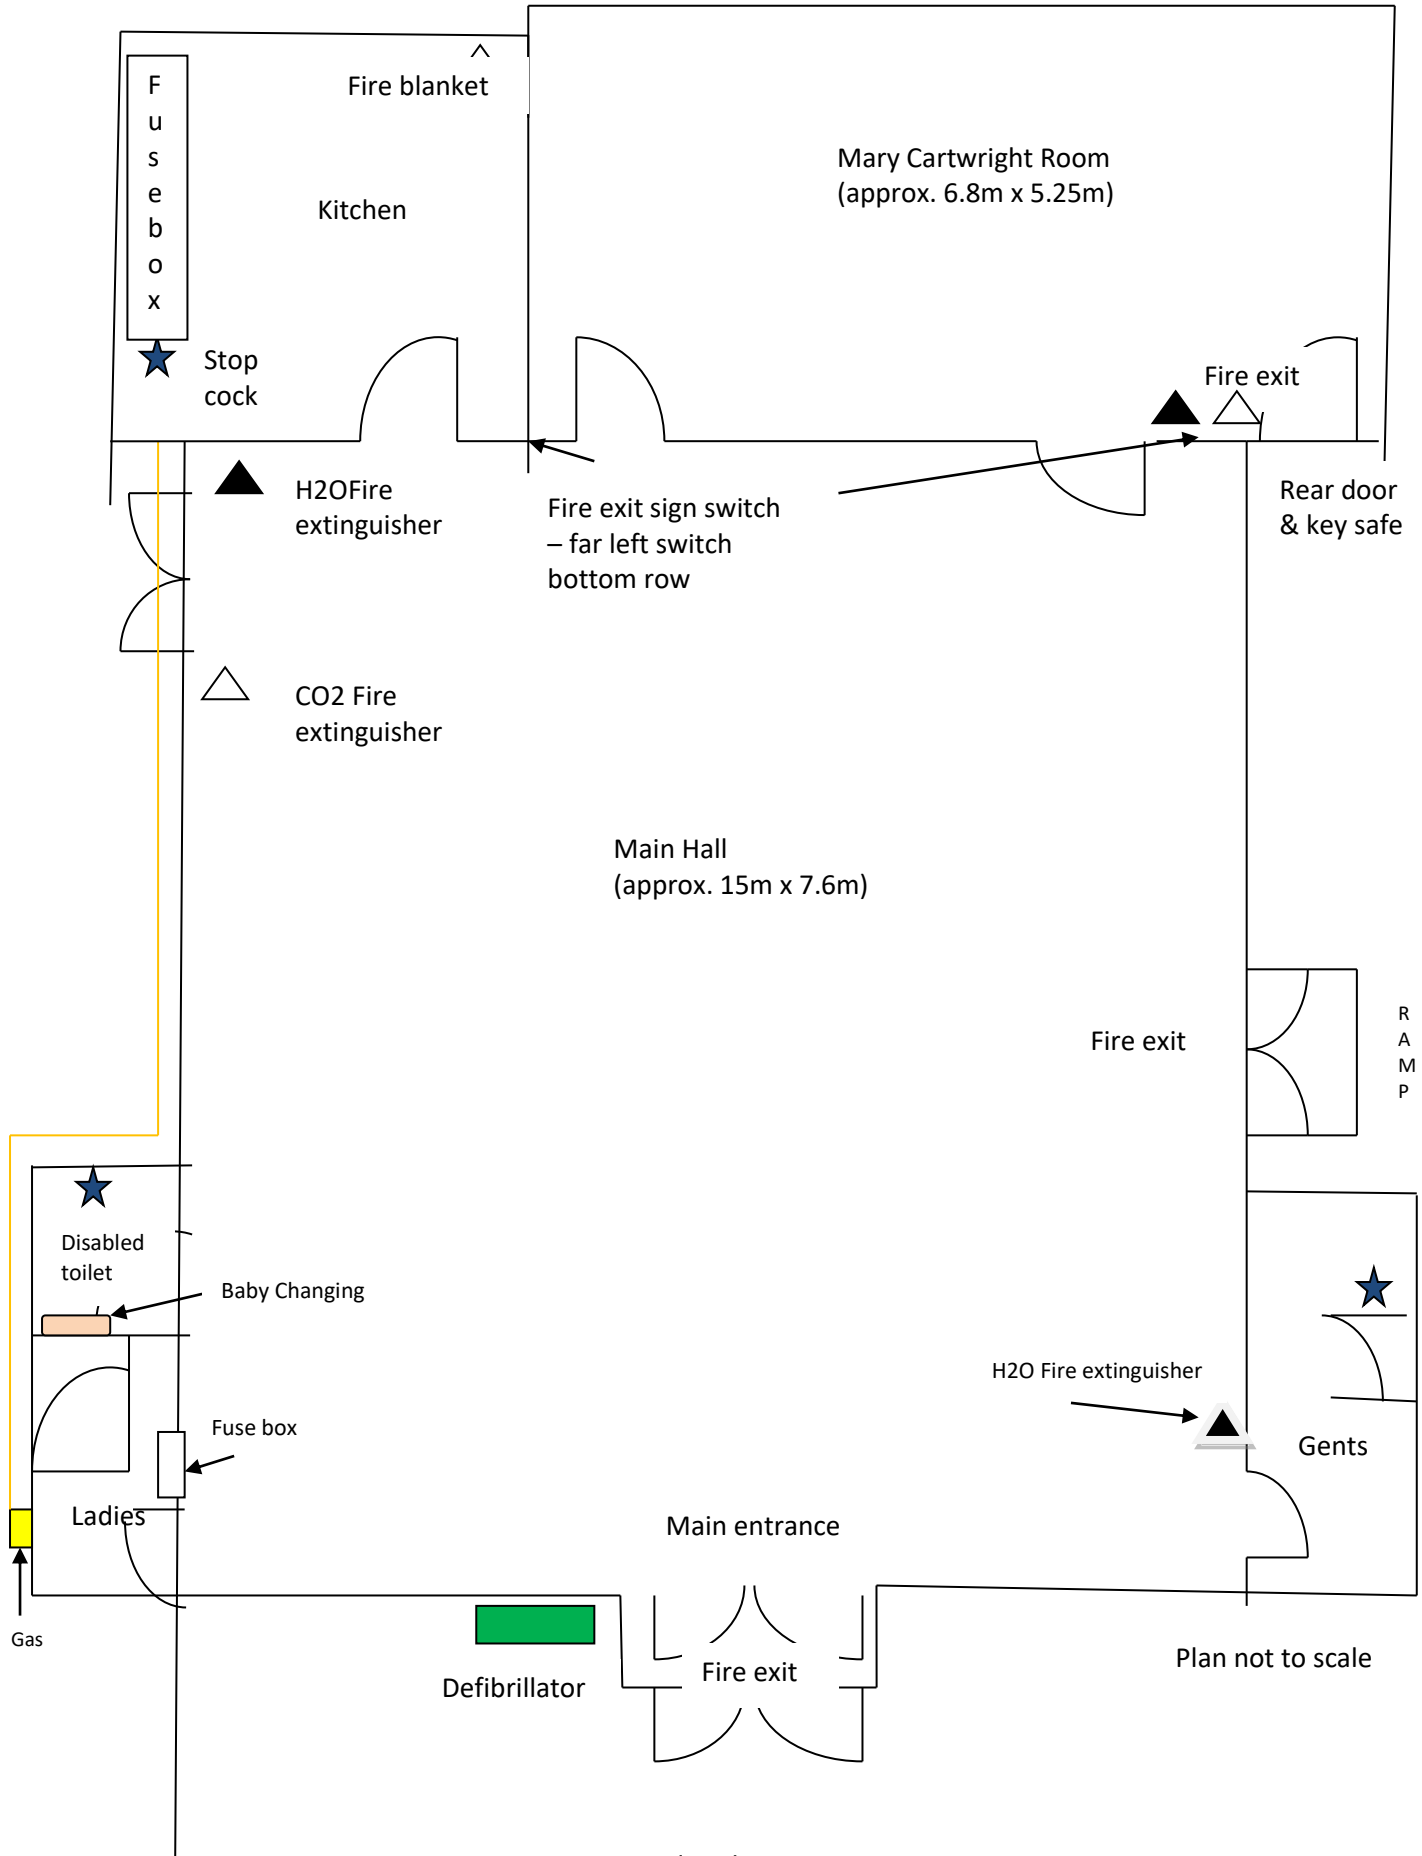 Fire blanket
F
u
s
e
b
o
x
Kitchen
Mary Cartwright Room
(approx. 6.8m x 5.25m)
Stop
cock
Fire exit
H2OFire
extinguisher
Fire exit sign switch
– far left switch
bottom row
Rear door
& key safe
CO2 Fire
extinguisher
Main Hall
(approx. 15m x 7.6m)
Fire exit
R
A
M
P
Disabled
toilet
Baby Changing
H2O Fire extinguisher
Fuse box
Gents
Ladies
Main entrance
Gas
Defibrillator
Fire exit
Plan not to scale